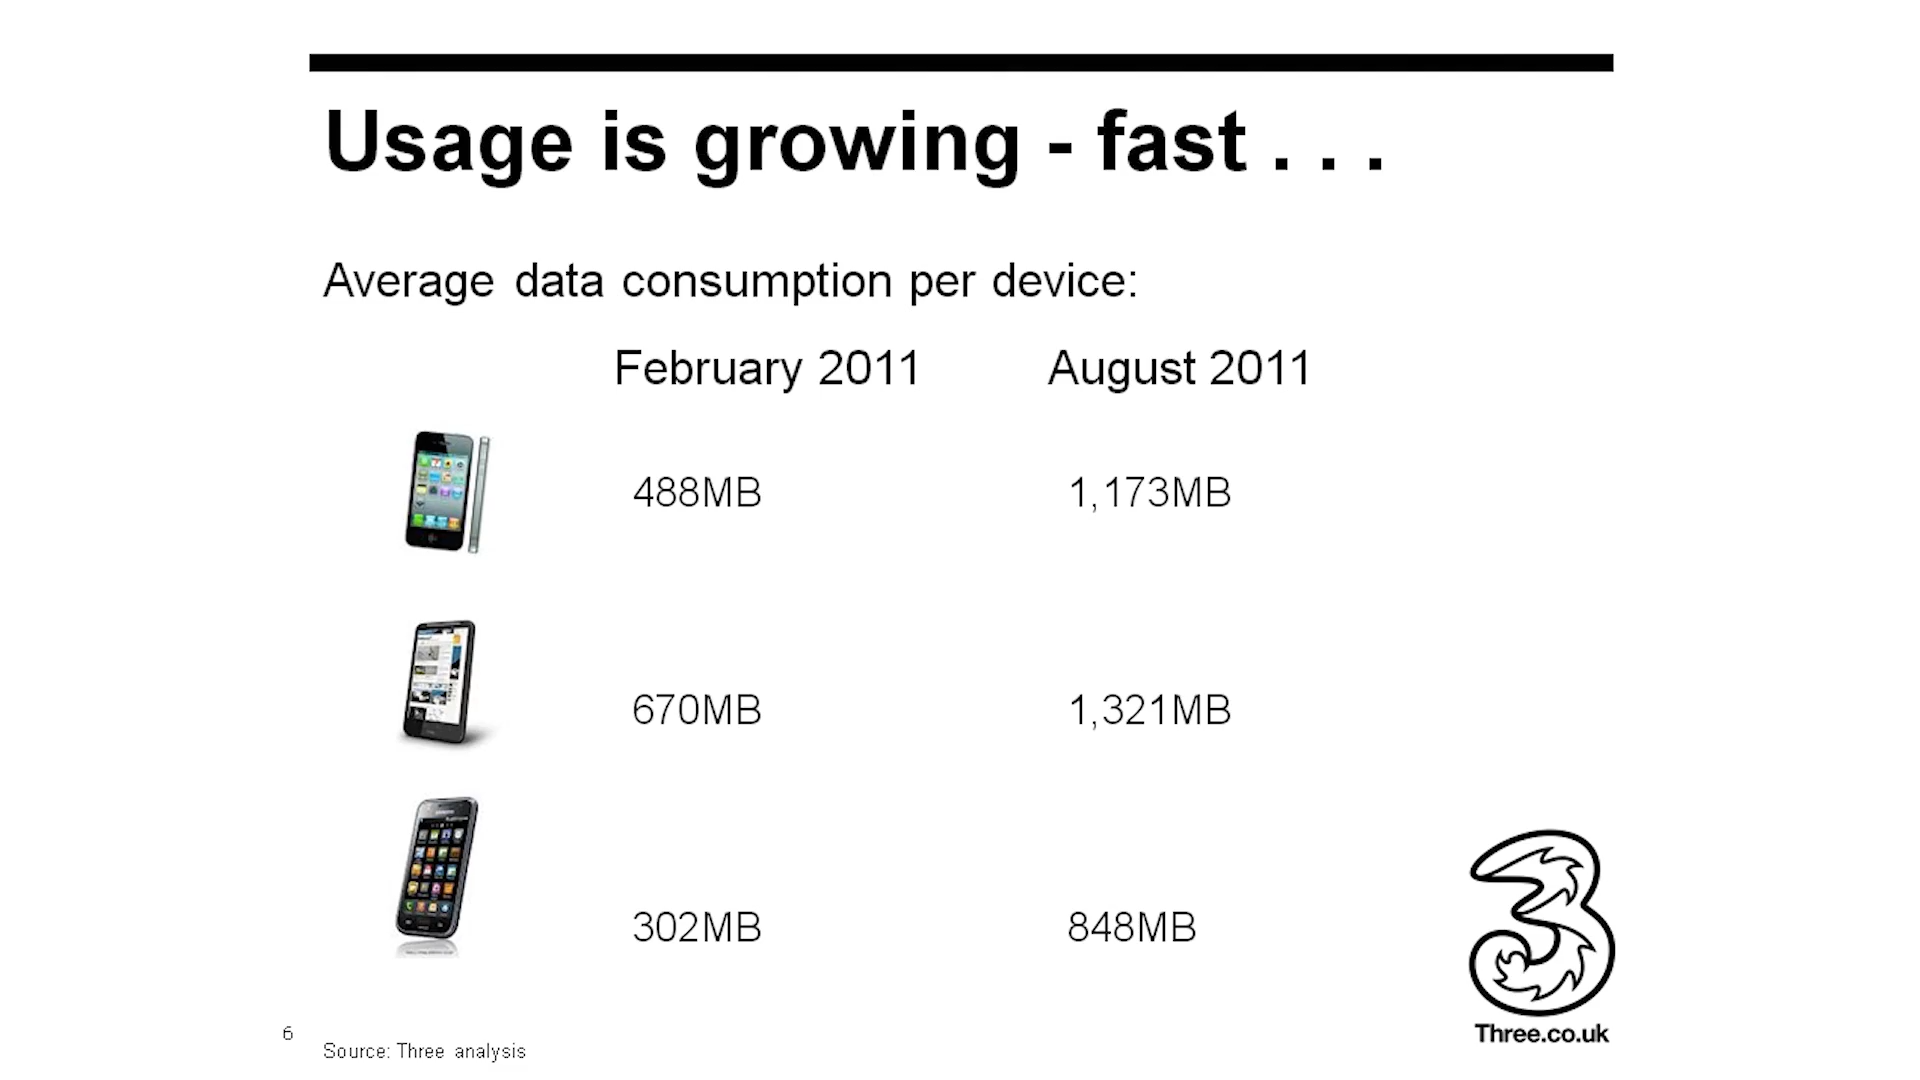 Usage is growing - fast . . .
Average data consumption per device:
February 2011 August 2011
488MB 1,173MB
670MB 1,321MB
302MB 848MB
Three.co.uk
6
Source: Three analysis